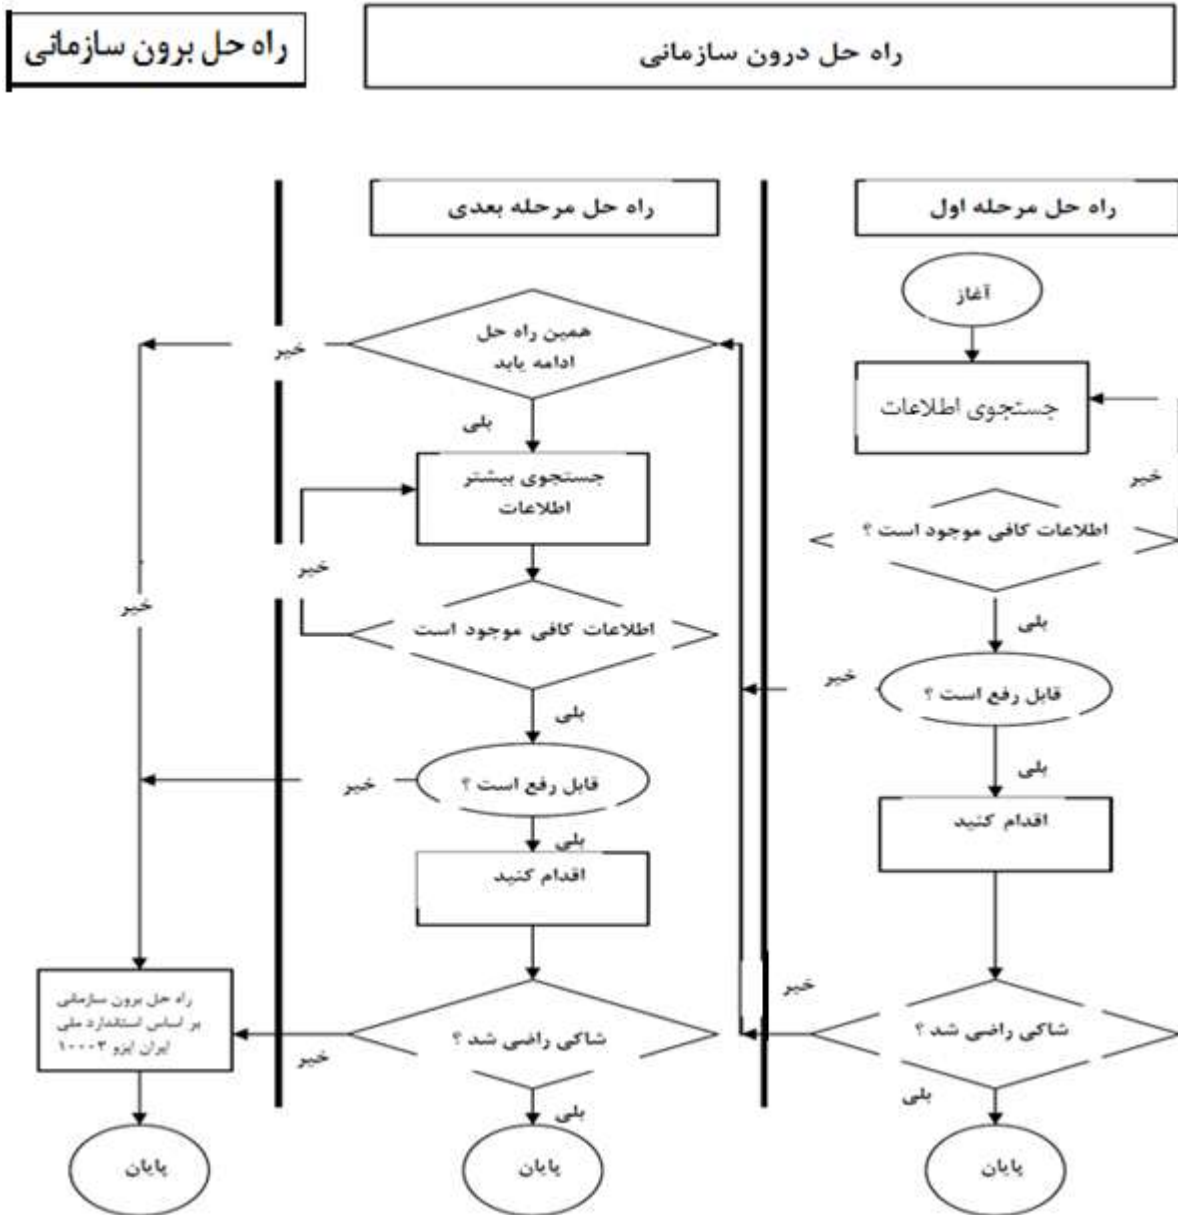 راه حل درون سازمانی
راه حل برون سازمانی
راه حل مرحله اول
آغاز
جستجوی اطلاعات
خیر
اطلاعات کافی موجود است ؟
بلی
قابل رفع است ؟
خیر
بلی
اقدام کنید
خیر
شاکی راضی شد ؟
بلی
پایان
راه حل مرحله بعدی
همین راه حل
ادامه یابد
خیر
بلی
جستجوی بیشتر
اطلاعات
خیر
اطلاعات کافی موجود است
بلی
قابل رفع است ؟
خیر
بلی
اقدام کنید
شاکی راضی شد ؟
خیر
بلی
پایان
خیر
راه حل برون سازمانی
بر اساس استاندارد ملی
ایران ایزو ۱۰۰۰۳
پایان